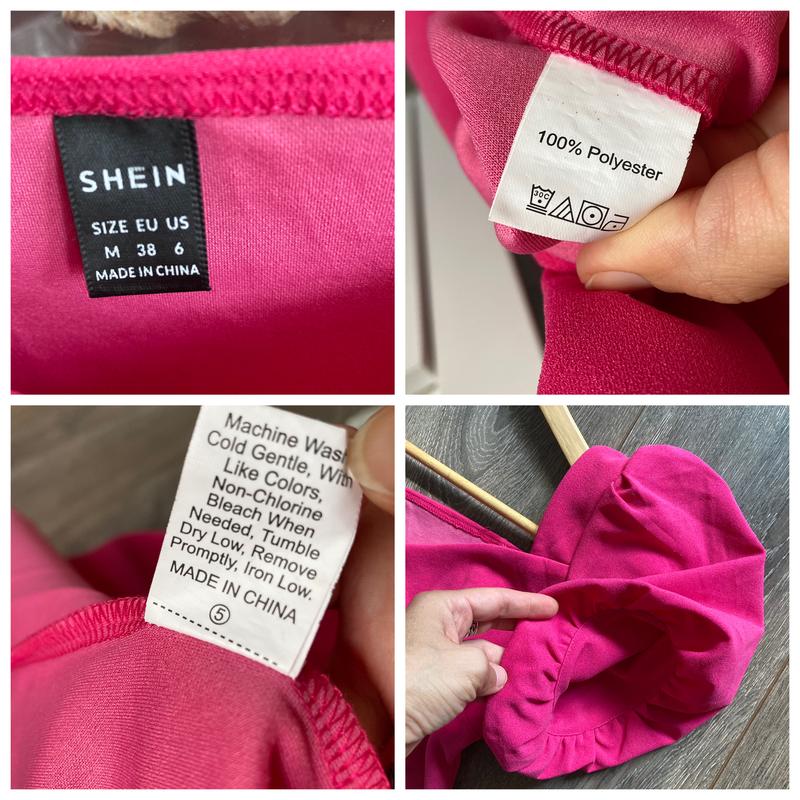 SHEIN
SIZE EU US
M 38 6
MADE IN CHINA
100% Polyester
30C
Machine Wash
Cold Gentle, With
Like Colors,
Non-Chlorine
Bleach When
Needed, Tumble
Dry Low, Remove
Promptly, Iron Low.
MADE IN CHINA
5